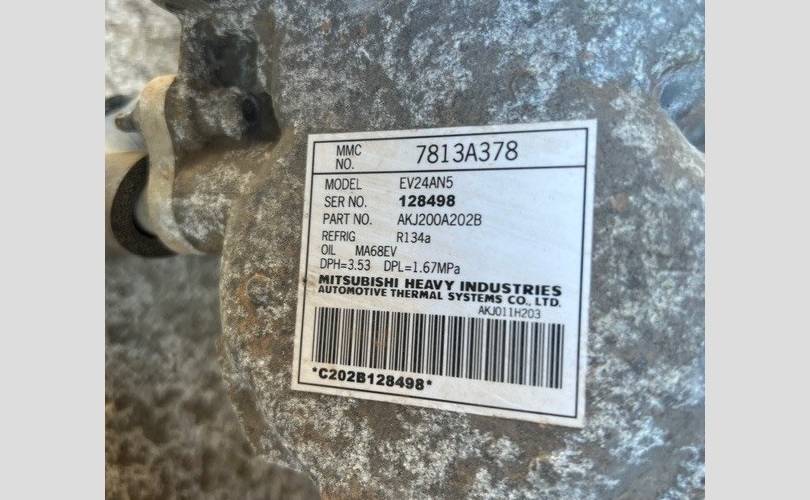 MMC NO. 7813A378
MODEL EV24AN5
SER NO. 128498
PART NO. AKJ200A202B
REFRIG R134a
OIL MA68EV
DPH=3.53 DPL=1.67MPa
MITSUBISHI HEAVY INDUSTRIES
AUTOMOTIVE THERMAL SYSTEMS CO., LTD.
AKJ011H203
*C202B128498*